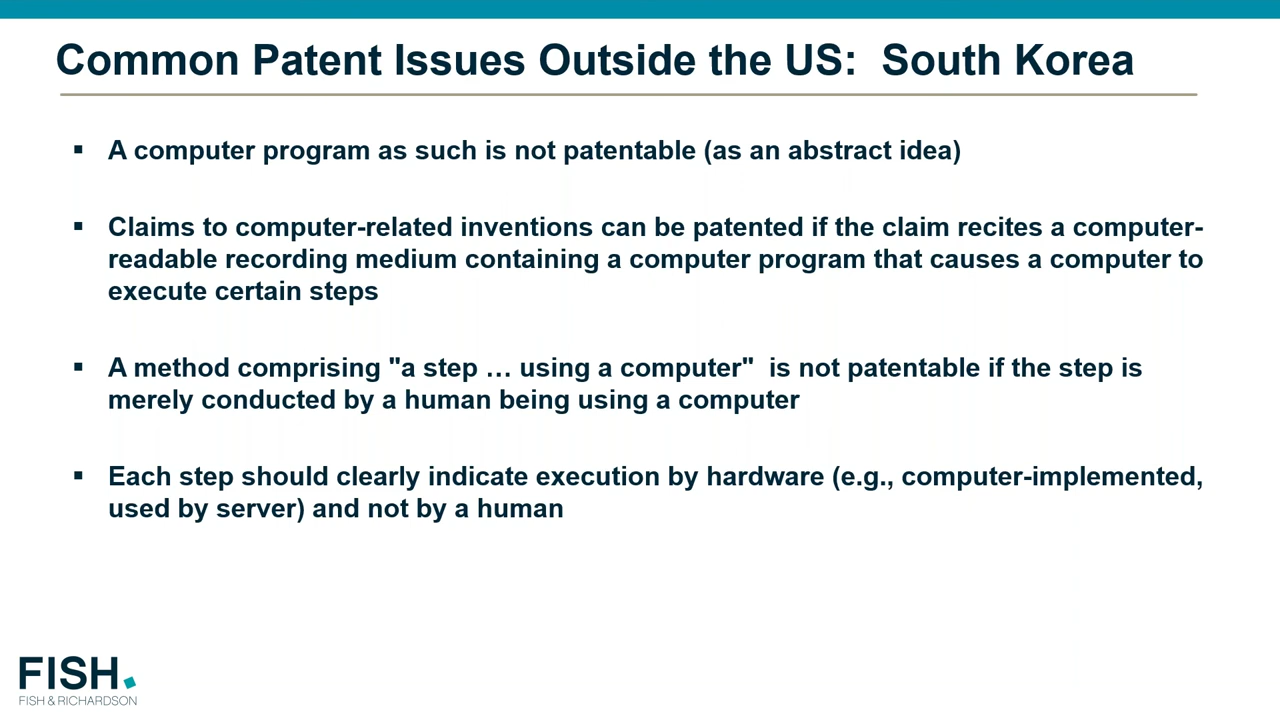 Common Patent Issues Outside the US:  South Korea
▪ A computer program as such is not patentable (as an abstract idea)
▪ Claims to computer-related inventions can be patented if the claim recites a computer-
readable recording medium containing a computer program that causes a computer to
execute certain steps
▪ A method comprising "a step … using a computer"  is not patentable if the step is
merely conducted by a human being using a computer
▪ Each step should clearly indicate execution by hardware (e.g., computer-implemented,
used by server) and not by a human
FISH.
FISH & RICHARDSON